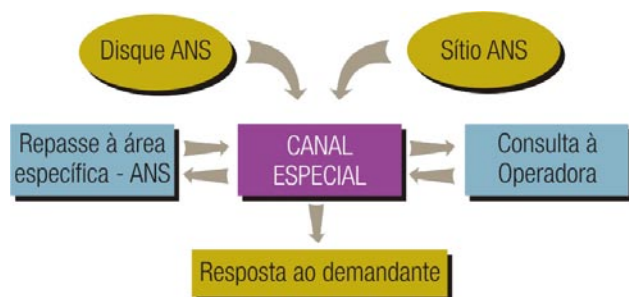 Disque ANS
Sítio ANS
Repasse à área
específica - ANS
CANAL
ESPECIAL
Consulta à
Operadora
Resposta ao demandante